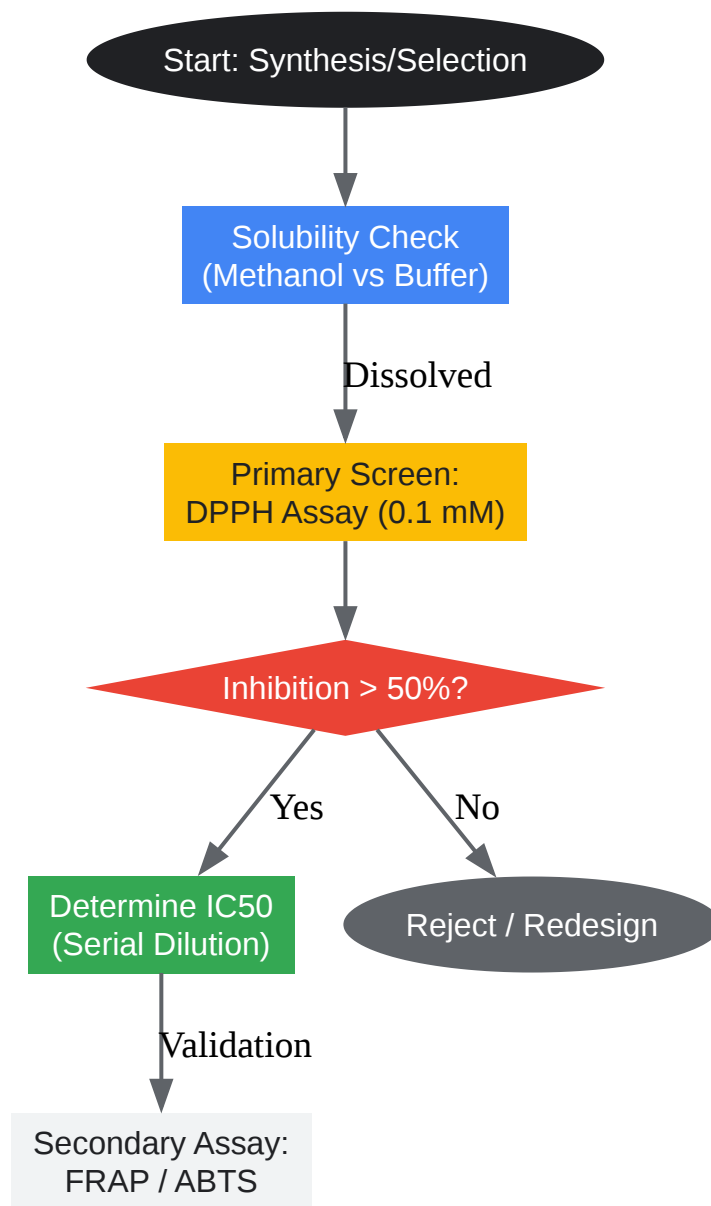 Start: Synthesis/Selection
Solubility Check
(Methanol vs Buffer)
Dissolved
Primary Screen:
DPPH Assay (0.1 mM)
Inhibition > 50%?
Yes
No
Determine IC50
(Serial Dilution)
Reject / Redesign
Validation
Secondary Assay:
FRAP / ABTS